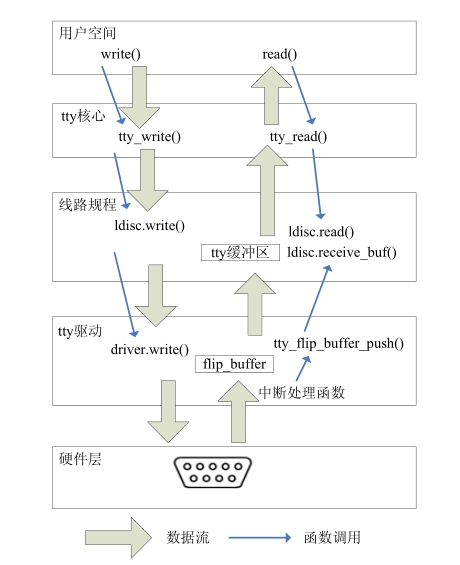 用户空间
write()
read()
tty核心
tty_write()
tty_read()
线路规程
ldisc.write()
ldisc.read()
tty缓冲区
ldisc.receive_buf()
tty驱动
driver.write()
tty_flip_buffer_push()
flip_buffer
中断处理函数
硬件层
数据流
函数调用